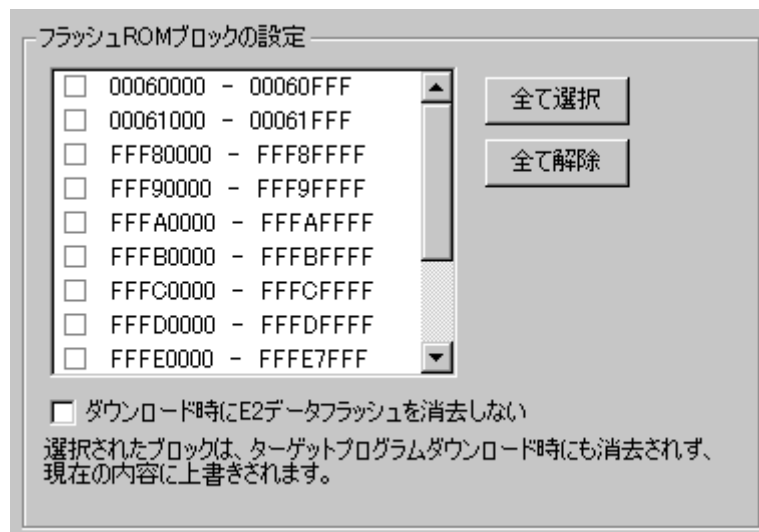 フラッシュROMブロックの設定
00060000 - 00060FFF
全て選択
00061000 - 00061FFF
FFF80000 - FFF8FFFF
全て解除
FFF90000 - FFF9FFFF
FFFA0000 - FFFAFFFF
FFFB0000 - FFFBFFFF
FFFC0000 - FFFCFFFF
FFFD0000 - FFFDFFFF
FFFE0000 - FFFE7FFF
ダウンロード時にE2データフラッシュを消去しない
選択されたブロックは、ターゲットプログラムダウンロード時にも消去されず、
現在の内容に上書きされます。